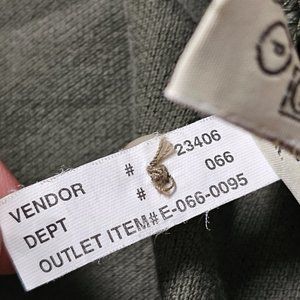 VENDOR # 23406
DEPT # 066
OUTLET ITEM# E-066-0095